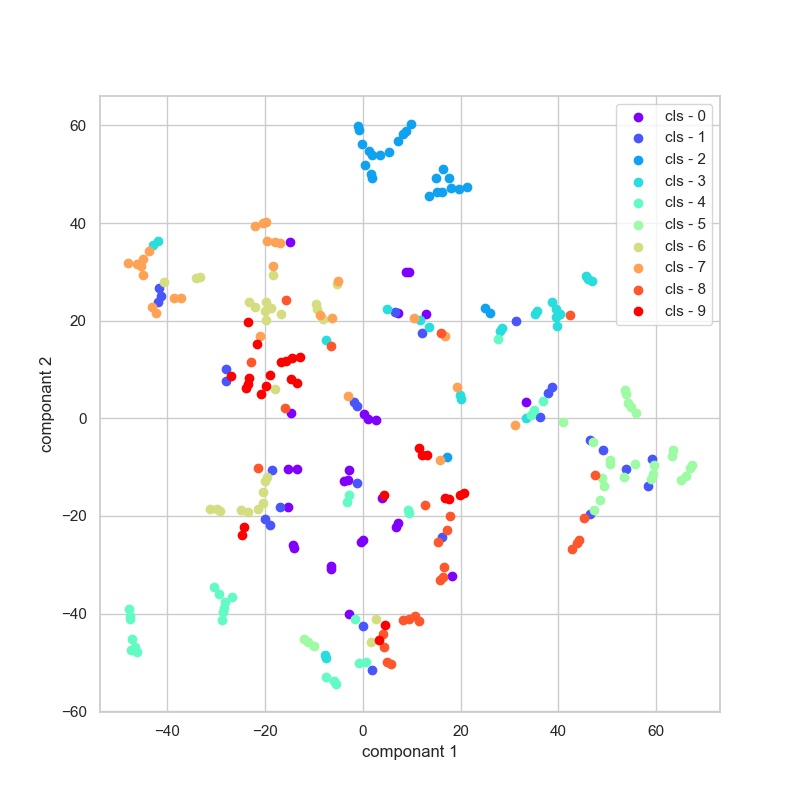 60
40
20
0
−20
−40
−60
−40
−20
0
20
40
60
componant 1
componant 2
cls - 0
cls - 1
cls - 2
cls - 3
cls - 4
cls - 5
cls - 6
cls - 7
cls - 8
cls - 9